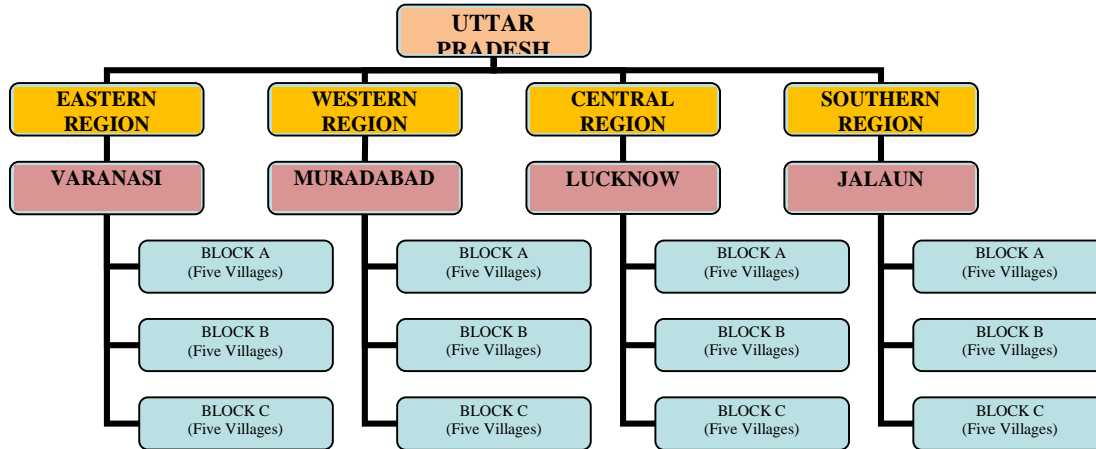 UTTAR
PRADESH
EASTERN
REGION
WESTERN
REGION
CENTRAL
REGION
SOUTHERN
REGION
VARANASI
MURADABAD
LUCKNOW
JALAUN
BLOCK A
(Five Villages)
BLOCK A
(Five Villages)
BLOCK A
(Five Villages)
BLOCK A
(Five Villages)
BLOCK B
(Five Villages)
BLOCK B
(Five Villages)
BLOCK B
(Five Villages)
BLOCK B
(Five Villages)
BLOCK C
(Five Villages)
BLOCK C
(Five Villages)
BLOCK C
(Five Villages)
BLOCK C
(Five Villages)